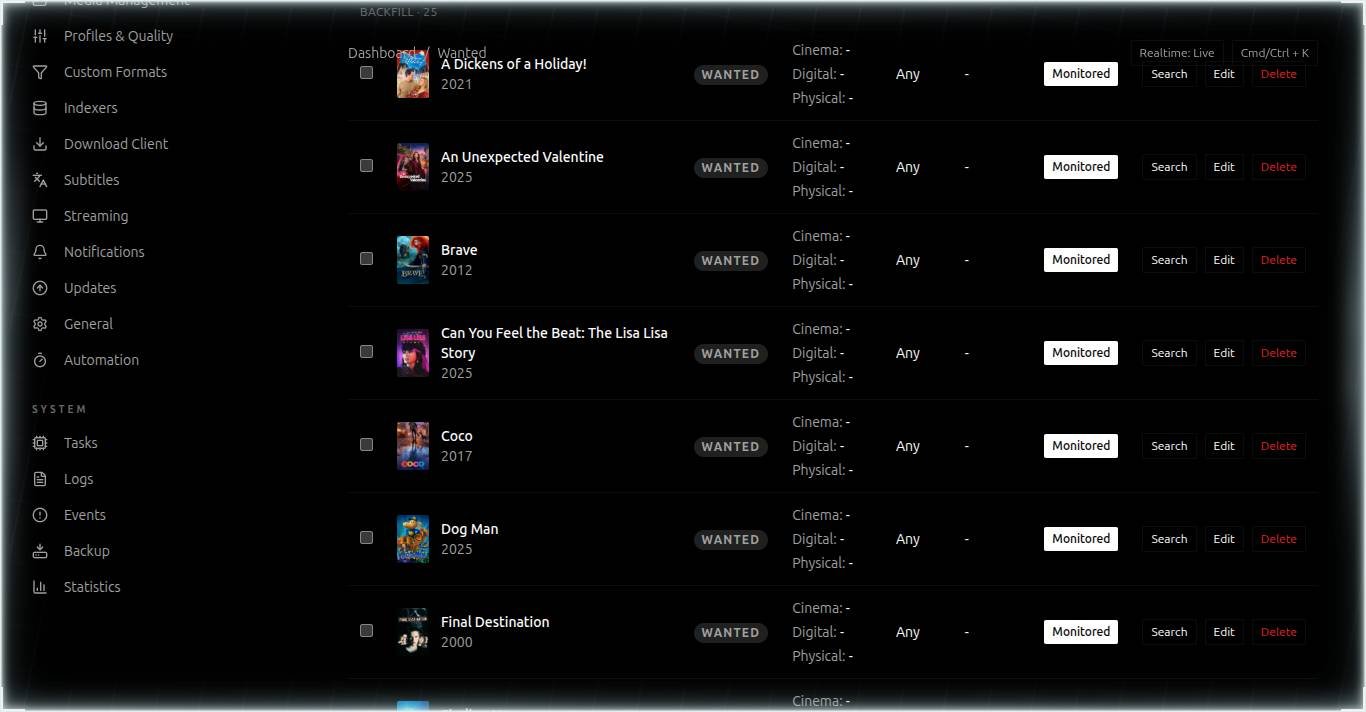 Media Management
Profiles & Quality
Custom Formats
Indexers
Download Client
Subtitles
Streaming
Notifications
Updates
General
Automation
SYSTEM
Tasks
Logs
Events
Backup
Statistics
BACKFILL · 25
Dashboard / Wanted
Realtime: Live
Cmd/Ctrl + K
A Dickens of a Holiday!
2021
WANTED
Cinema: -
Digital: -
Physical: -
Any
-
Monitored
Search
Edit
Delete
An Unexpected Valentine
2025
WANTED
Cinema: -
Digital: -
Physical: -
Any
-
Monitored
Search
Edit
Delete
BRAVE
Brave
2012
WANTED
Cinema: -
Digital: -
Physical: -
Any
-
Monitored
Search
Edit
Delete
LISA LISA
Can You Feel the Beat: The Lisa Lisa
Story
2025
WANTED
Cinema: -
Digital: -
Physical: -
Any
-
Monitored
Search
Edit
Delete
COCO
Coco
2017
WANTED
Cinema: -
Digital: -
Physical: -
Any
-
Monitored
Search
Edit
Delete
Dog Man
2025
WANTED
Cinema: -
Digital: -
Physical: -
Any
-
Monitored
Search
Edit
Delete
Final Destination
2000
WANTED
Cinema: -
Digital: -
Physical: -
Any
-
Monitored
Search
Edit
Delete
Cinema: -